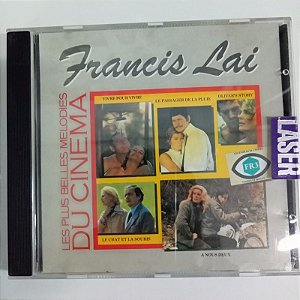 Francis Lai
LES PLUS BELLES MELODIES
DU CINEMA
VIVRE POUR VIVRE
LE PASSAGER DE LA PLUIE
OLIVER'S STORY
FR3
LASER
LE CHAT ET LA SOURIS
A NOUS DEUX